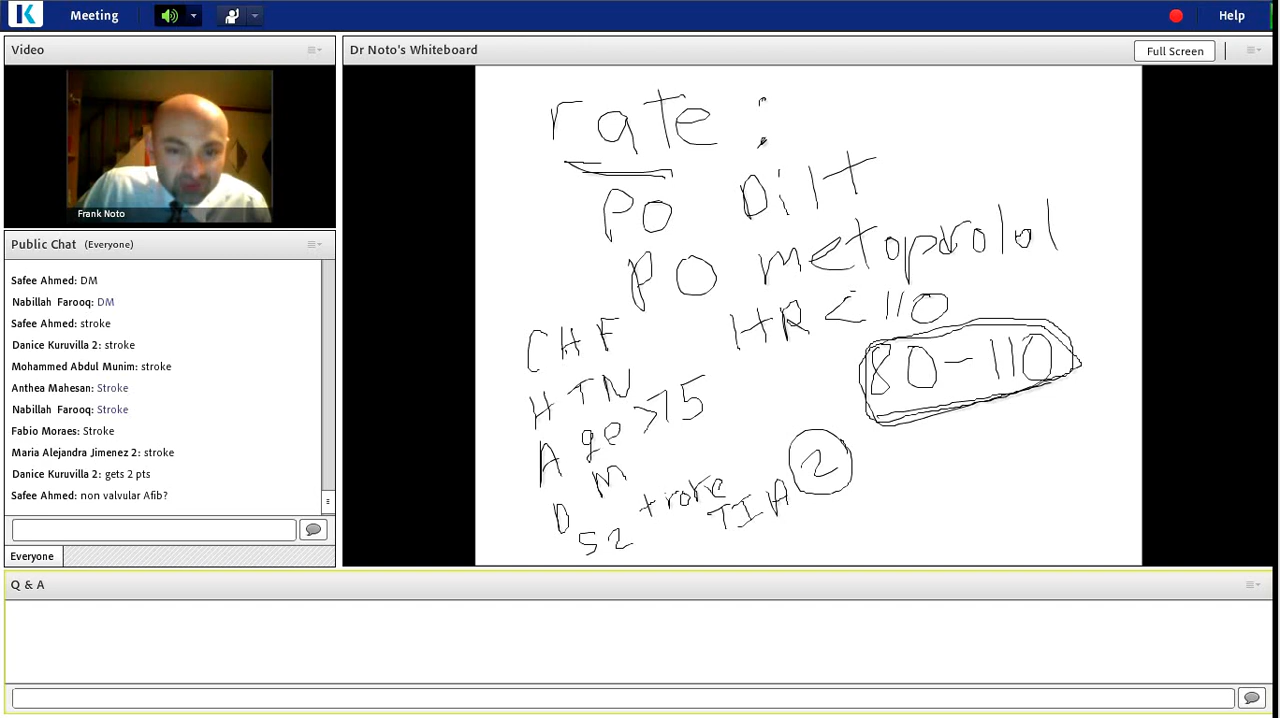 K Meeting Help
Video
Frank Noto
Public Chat (Everyone)
Safee Ahmed: DM
Nabillah Farooq: DM
Safee Ahmed: stroke
Danice Kuruvilla 2: stroke
Mohammed Abdul Munim: stroke
Anthea Mahesan: Stroke
Nabillah Farooq: Stroke
Fabio Moraes: Stroke
Maria Alejandra Jimenez 2: stroke
Danice Kuruvilla 2: gets 2 pts
Safee Ahmed: non valvular Afib?
Everyone
Dr Noto's Whiteboard
Full Screen
rate :
PO Dilt
PO metoprolol
HR < 110
80-110
CHF
HTN
Age >75
DM
S2 troke TIA 2
Q & A